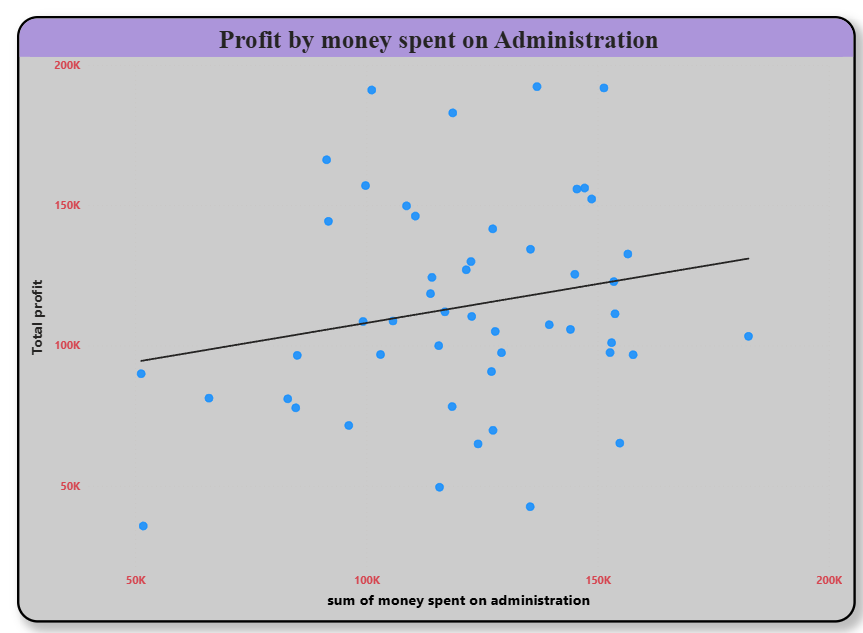 Profit by money spent on Administration
200K
150K
100K
50K
Total profit
50K 100K 150K 200K
sum of money spent on administration